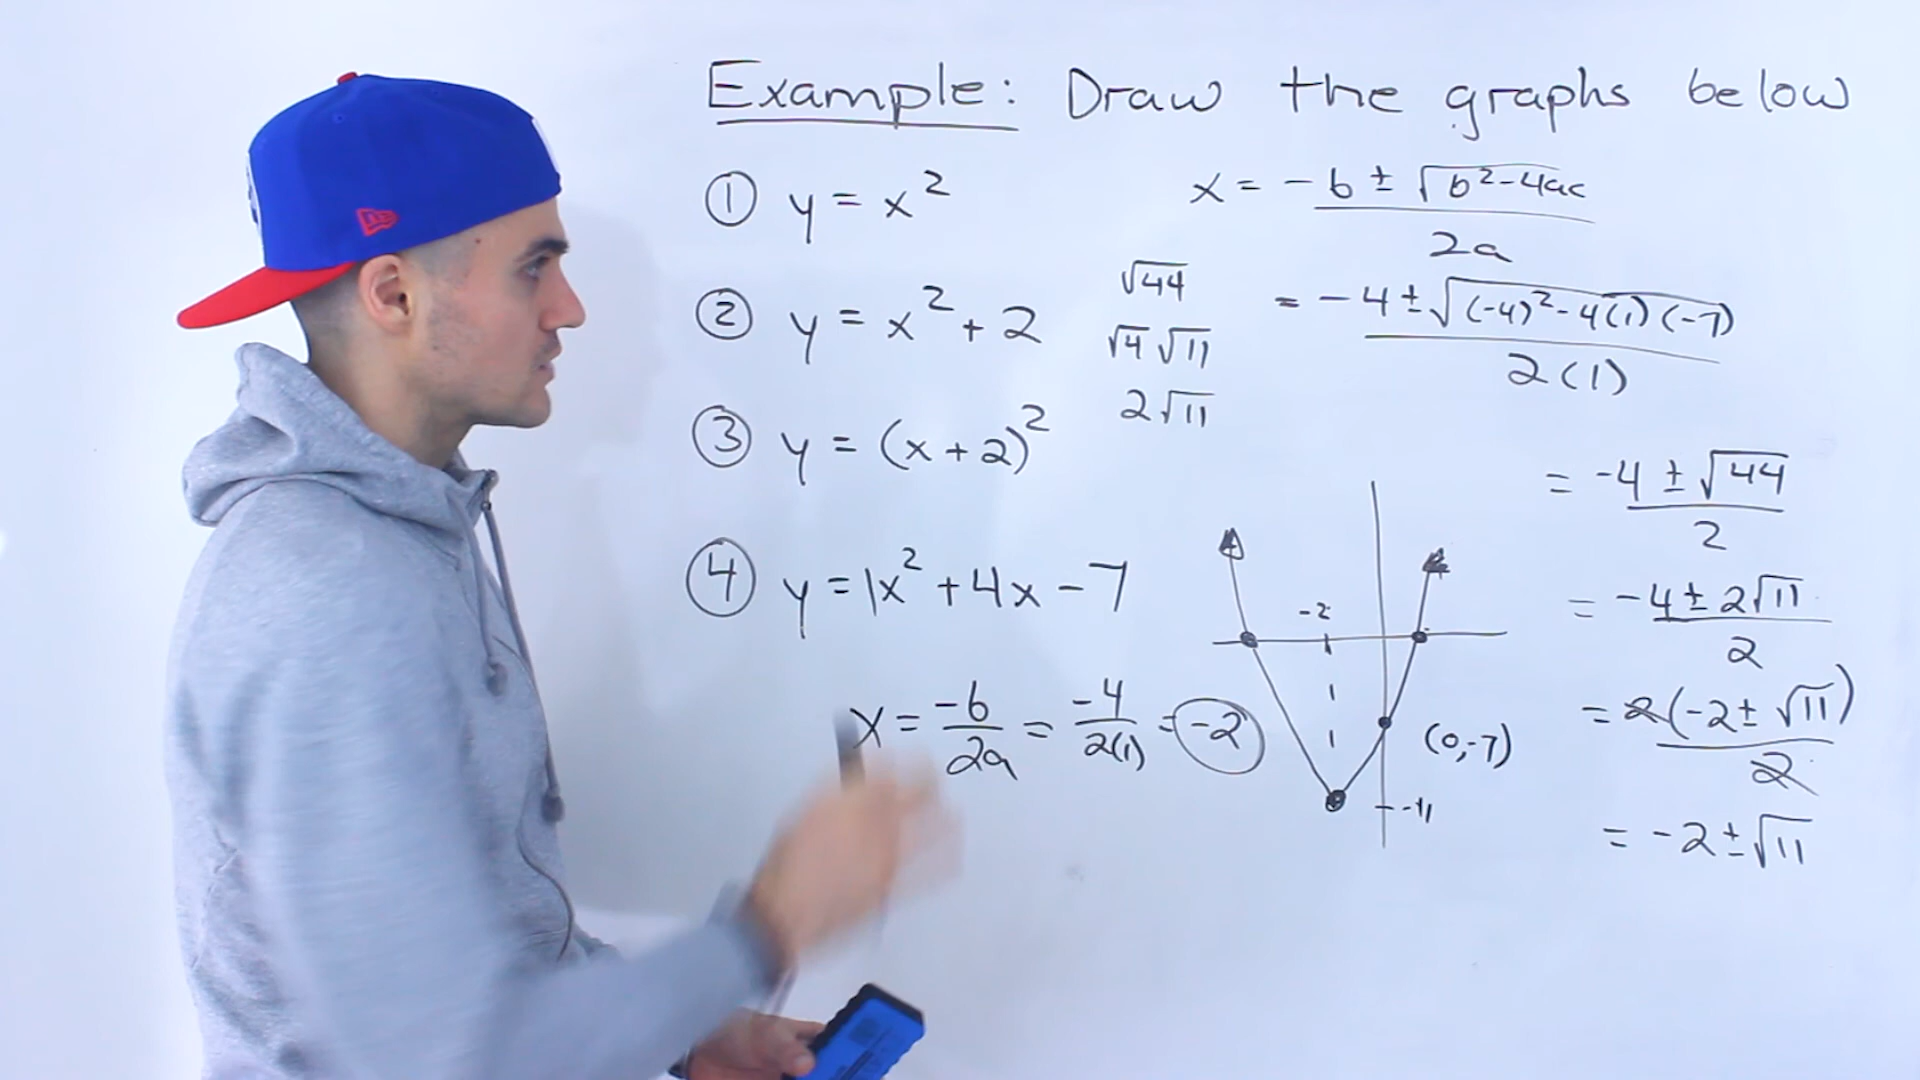 Example: Draw the graphs below
① y = x²
② y = x² + 2
③ y = (x + 2)²
④ y = 1x² + 4x - 7
x = -b/2a = -4/2(1) = -2
x = -b ± √b²-4ac / 2a
= -4 ± √(-4)² - 4(1)(-7) / 2(1)
√44
√4 √11
2√11
= -4 ± √44 / 2
= -4 ± 2√11 / 2
= 2(-2 ± √11) / 2
= -2 ± √11
-2
(0,-7)
-11